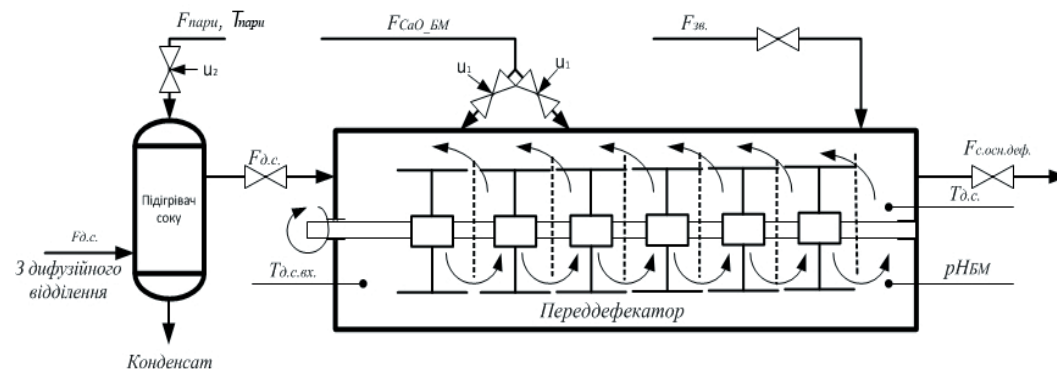 Fпари, Tпари
FCaO_БМ
Fзв.
u2
u1
u1
Fд.с.
Fс.осн.деф.
Підігрівач
соку
Tд.с.
Fд.с.
З дифузійного
відділення
Tд.с.вх.
pHБМ
Переддефекатор
Конденсат